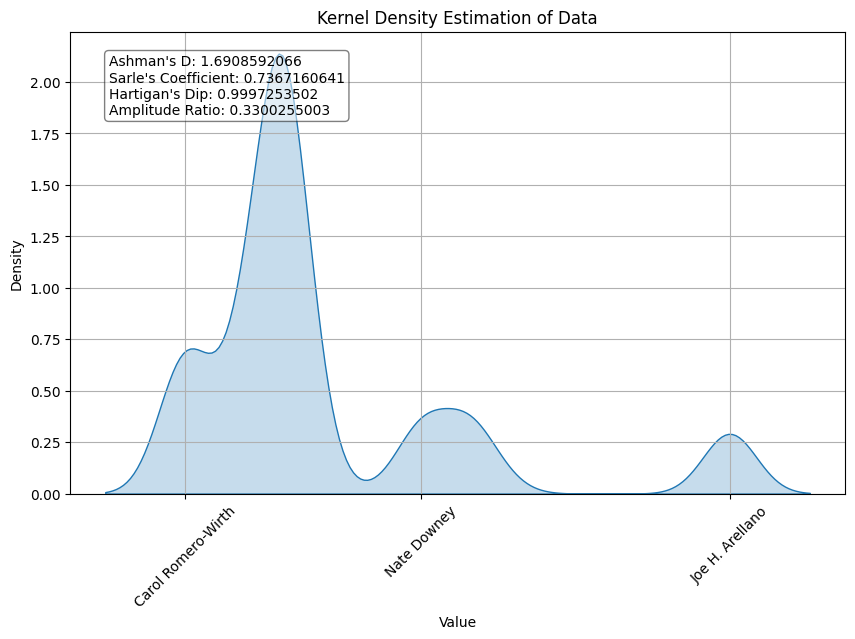 Kernel Density Estimation of Data
Ashman's D: 1.6908592066
Sarle's Coefficient: 0.7367160641
Hartigan's Dip: 0.9997253502
Amplitude Ratio: 0.3300255003
Density
2.00
1.75
1.50
1.25
1.00
0.75
0.50
0.25
0.00
Carol Romero-Wirth
Nate Downey
Joe H. Arellano
Value